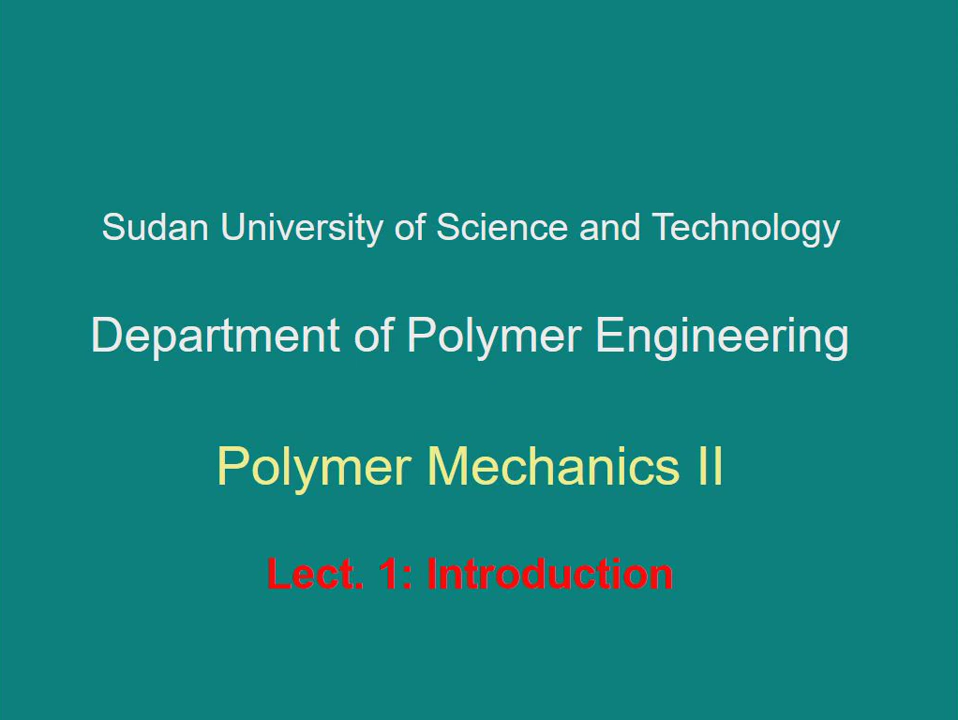 Sudan University of Science and Technology
Department of Polymer Engineering
Polymer Mechanics II
Lect. 1: Introduction